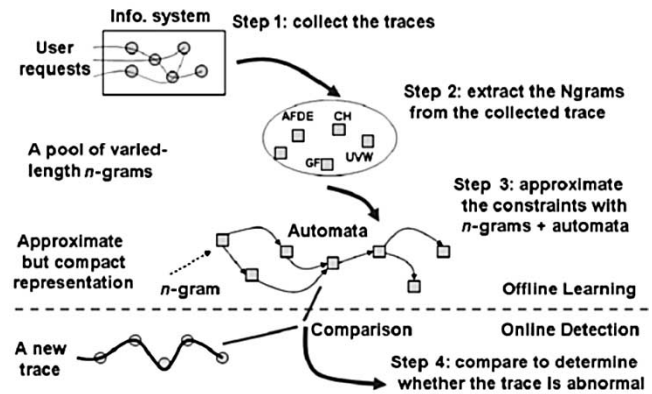 Info. system
Step 1: collect the traces
User
requests
Step 2: extract the Ngrams
from the collected trace
AFDE CH
GF UVW
A pool of varied-
length n-grams
Step 3: approximate
the constraints with
n-grams + automata
Automata
Approximate
but compact
representation
n-gram
Offline Learning
Comparison
Online Detection
A new
trace
Step 4: compare to determine
whether the trace is abnormal